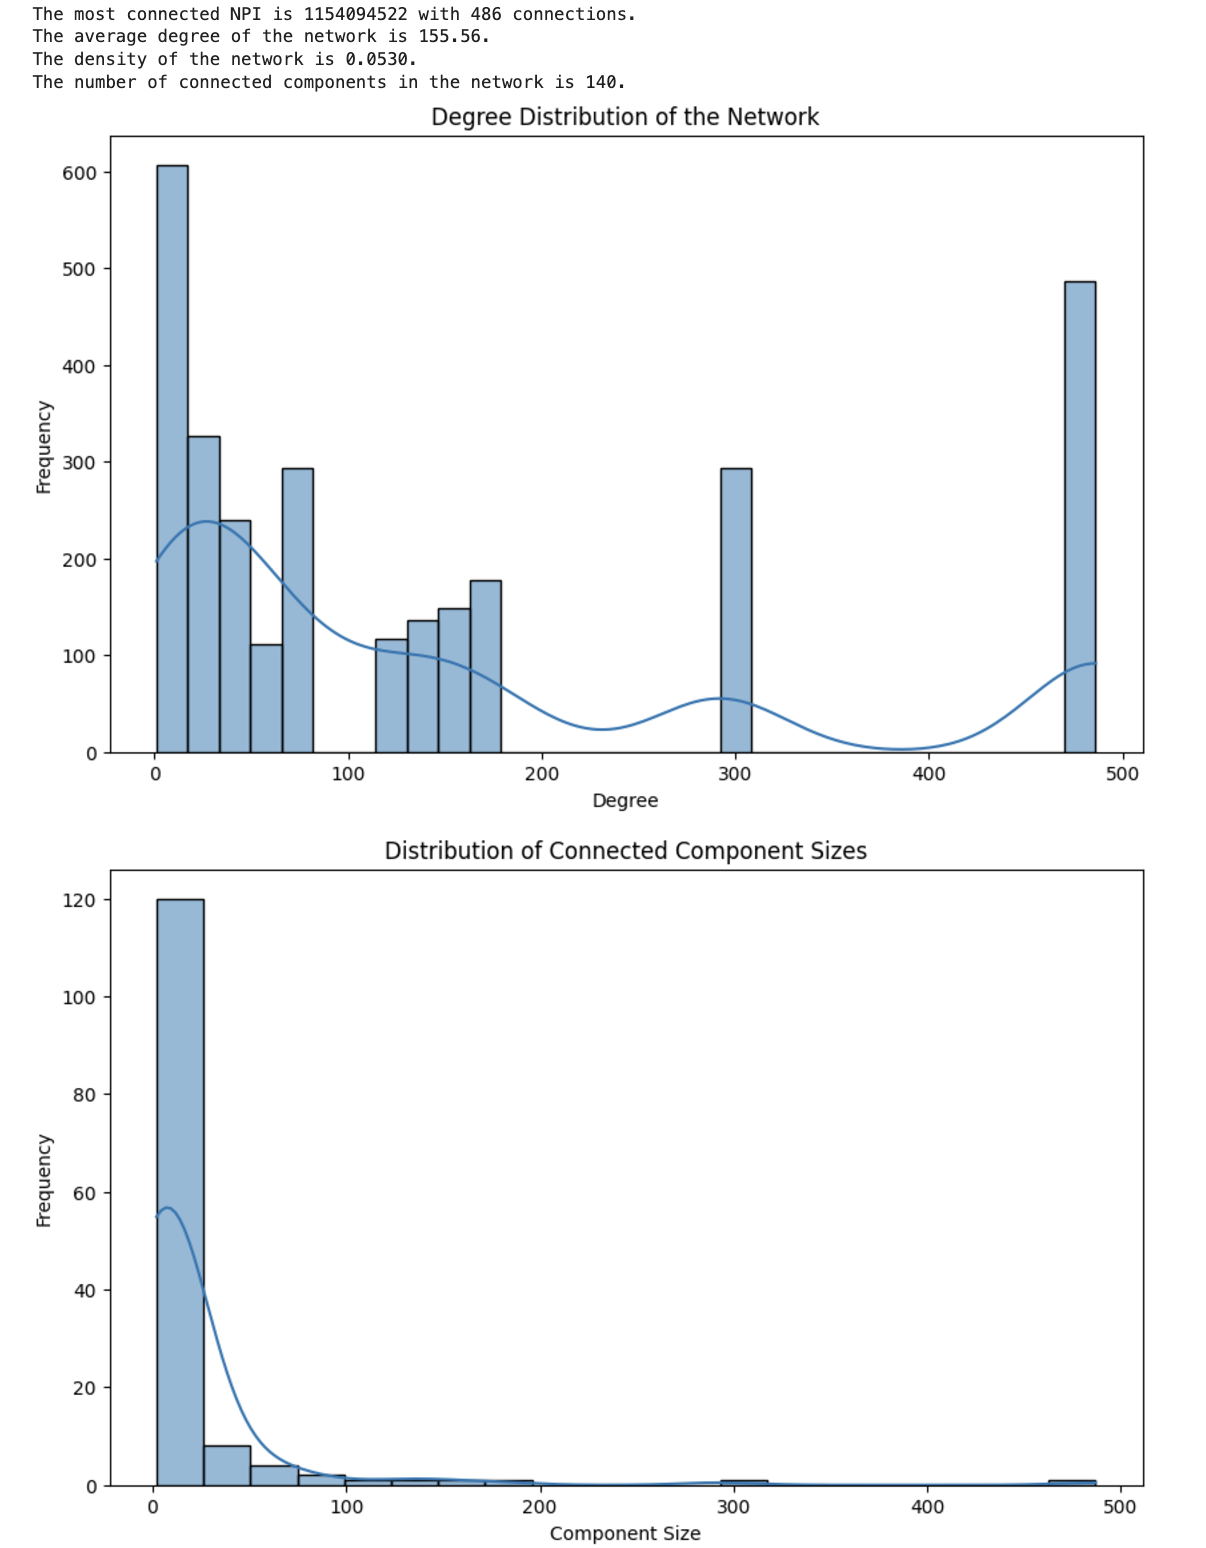 The most connected NPI is 1154094522 with 486 connections.
The average degree of the network is 155.56.
The density of the network is 0.0530.
The number of connected components in the network is 140.
Degree Distribution of the Network
600
500
400
300
200
100
0
Frequency
0 100 200 300 400 500
Degree
Distribution of Connected Component Sizes
120
100
80
60
40
20
0
Frequency
0 100 200 300 400 500
Component Size